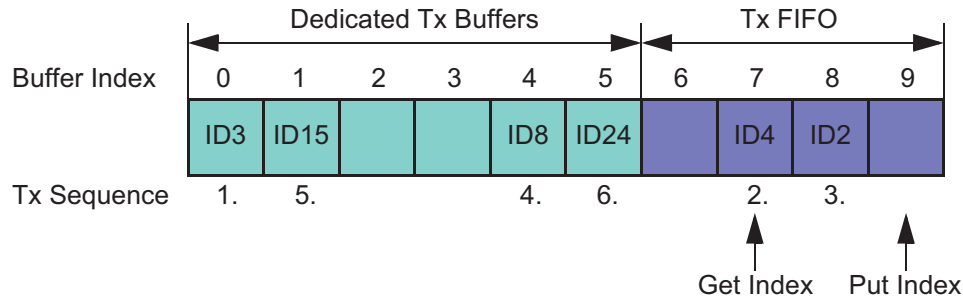 Dedicated Tx Buffers Tx FIFO
Buffer Index 0 1 2 3 4 5 6 7 8 9
ID3 ID15 ID8 ID24 ID4 ID2
Tx Sequence 1. 5. 4. 6. 2. 3.
Get Index Put Index